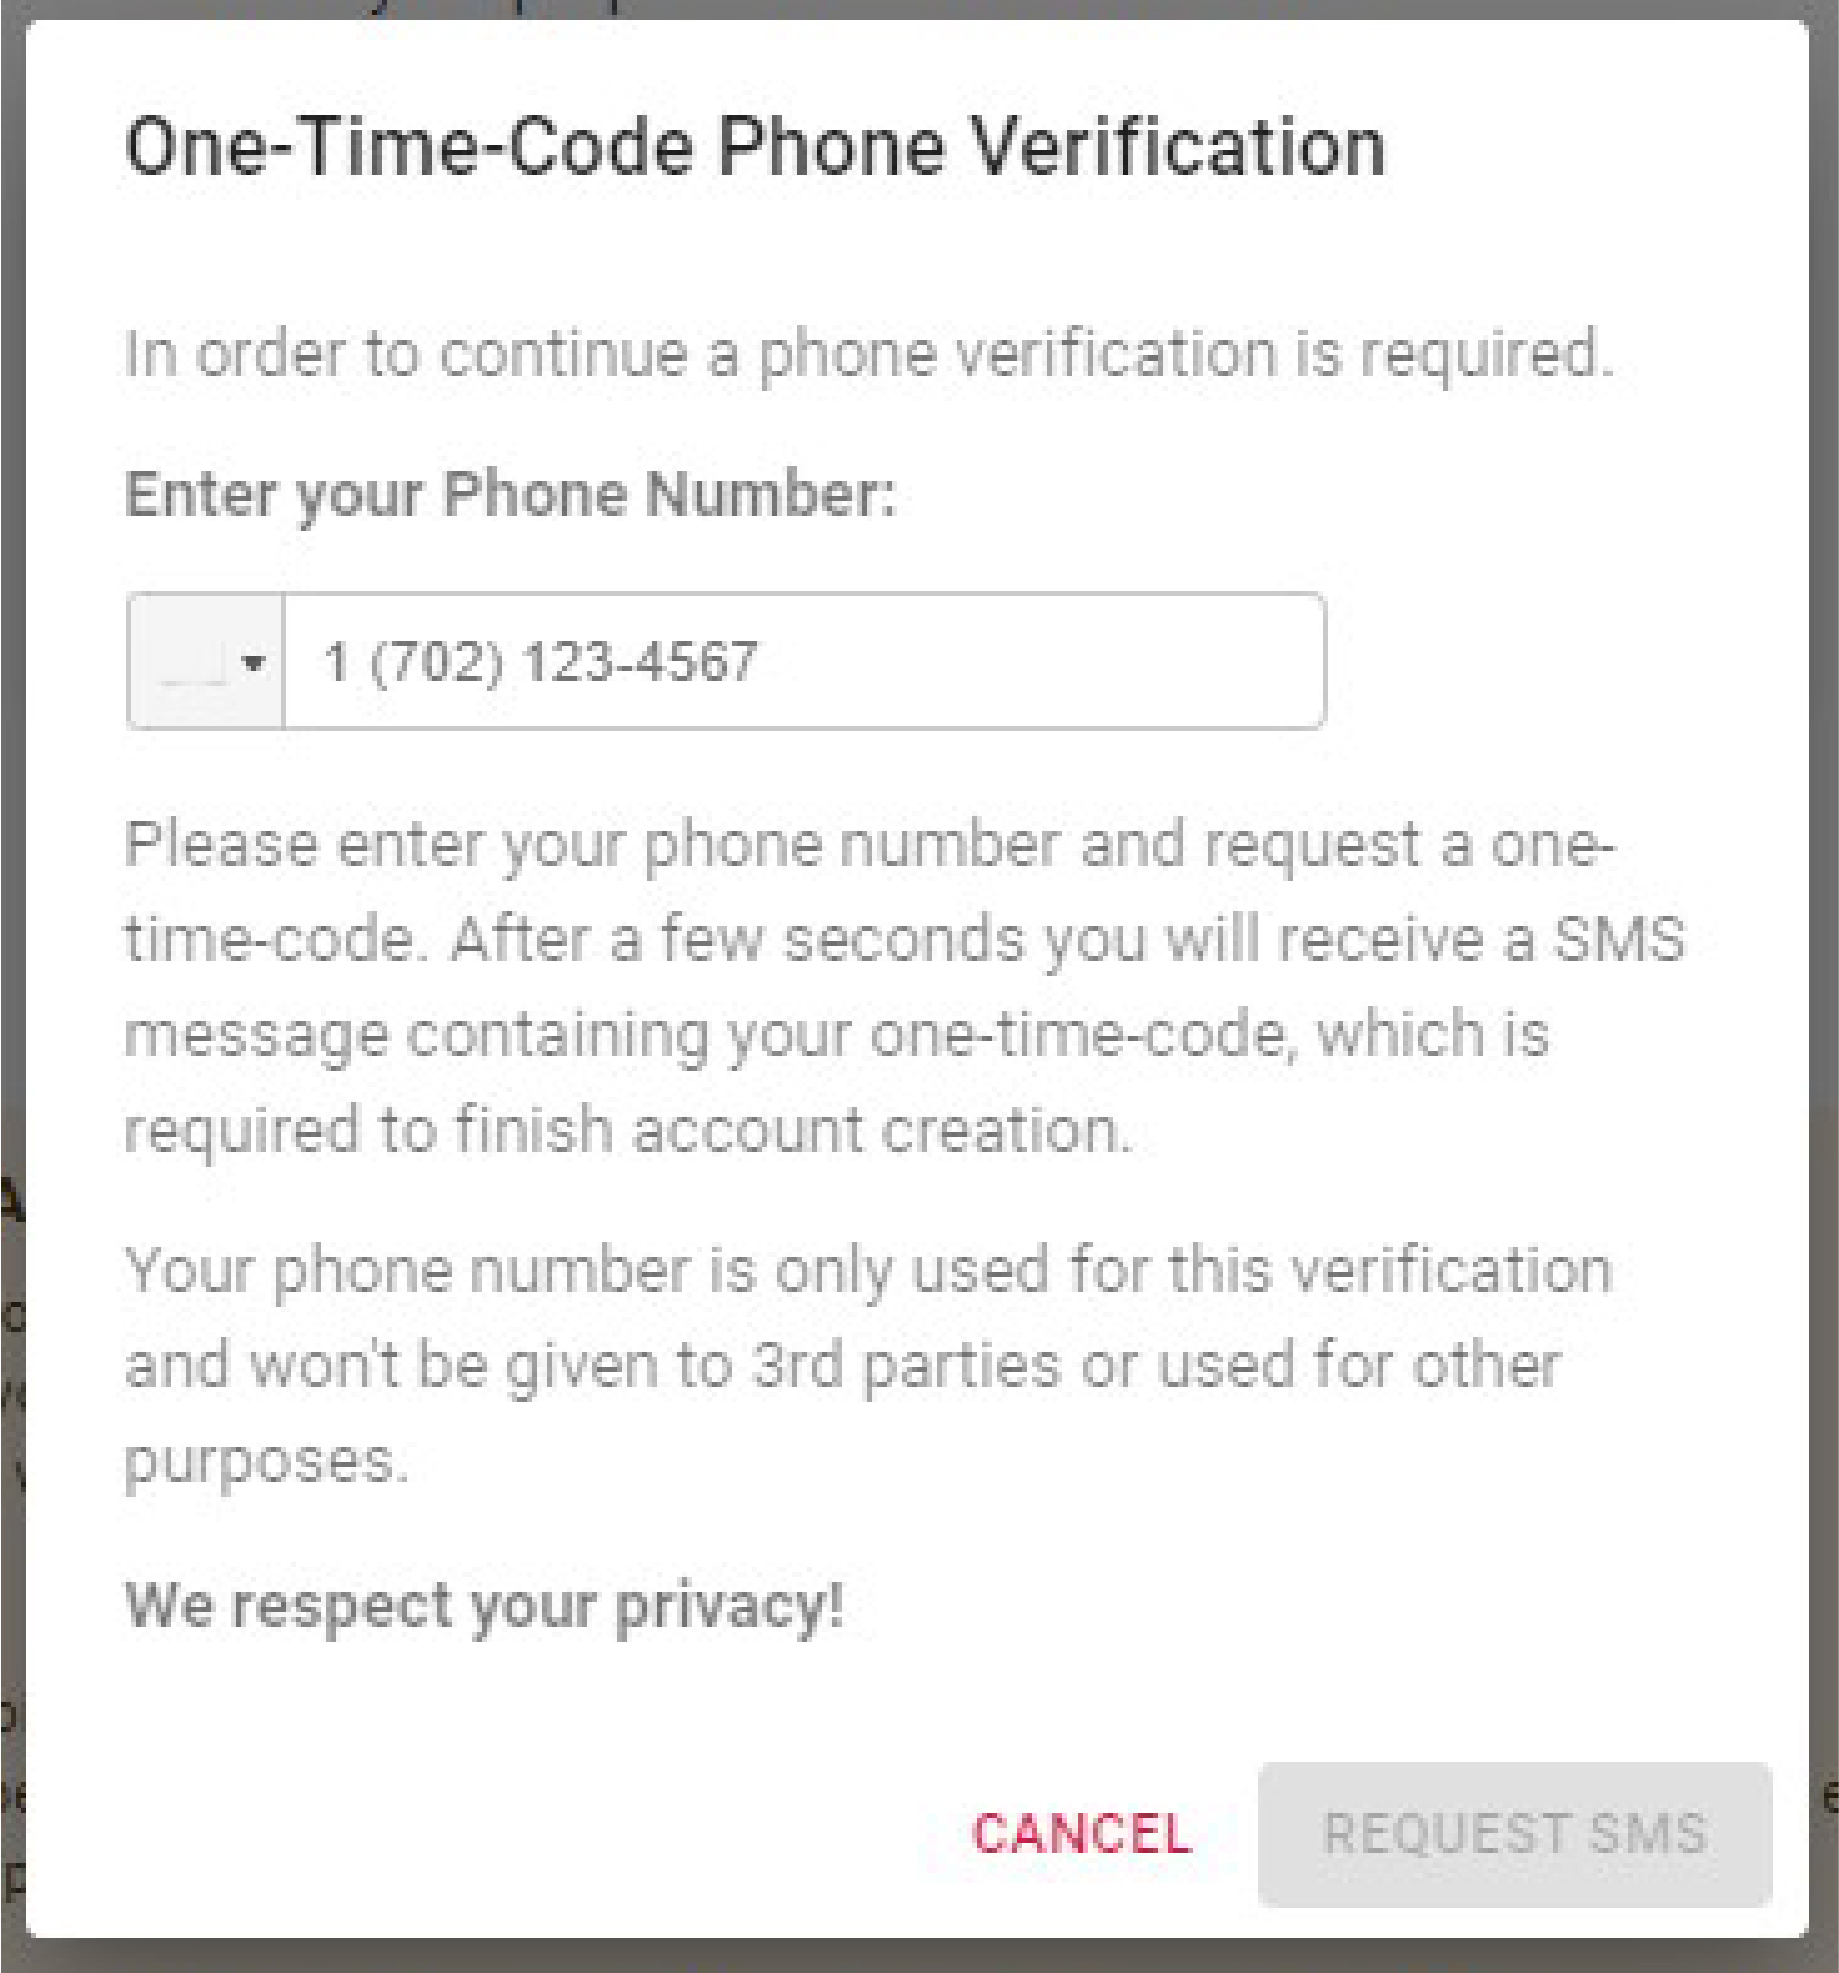 One-Time-Code Phone Verification
In order to continue a phone verification is required.
Enter your Phone Number:
1 (702) 123-4567
Please enter your phone number and request a one-
time-code. After a few seconds you will receive a SMS
message containing your one-time-code, which is
required to finish account creation.
Your phone number is only used for this verification
and won't be given to 3rd parties or used for other
purposes.
We respect your privacy!
CANCEL REQUEST SMS